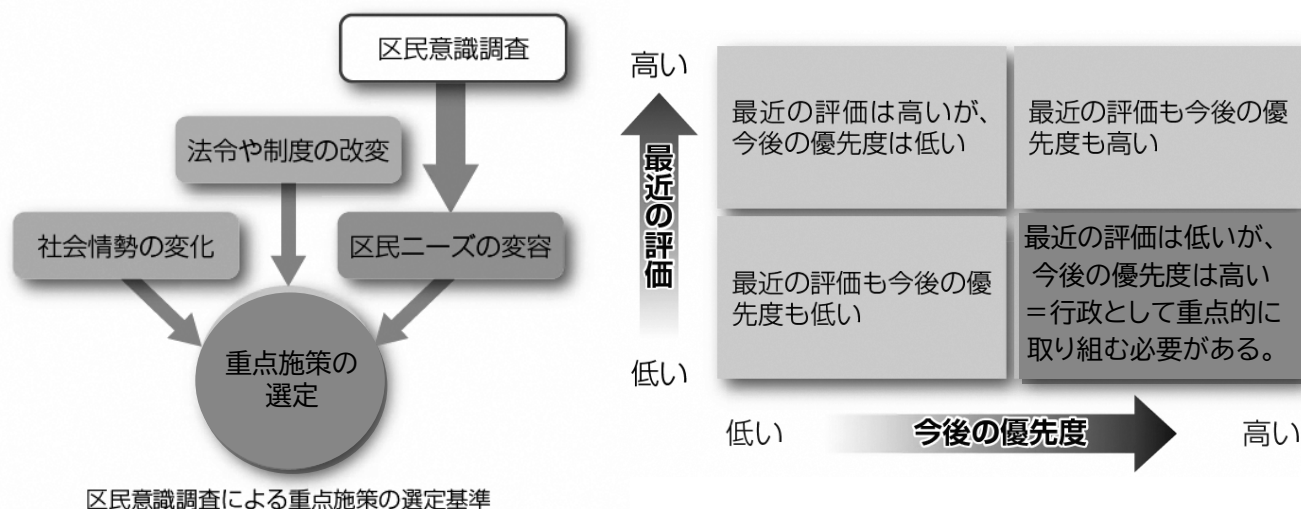 区民意識調査
法令や制度の改変
社会情勢の変化
区民ニーズの変容
重点施策の
選定
区民意識調査による重点施策の選定基準
高い
最近の評価
低い
最近の評価は高いが、
今後の優先度は低い
最近の評価も今後の優
先度も高い
最近の評価も今後の優
先度も低い
最近の評価は低いが、
今後の優先度は高い
＝行政として重点的に
取り組む必要がある。
低い
今後の優先度
高い